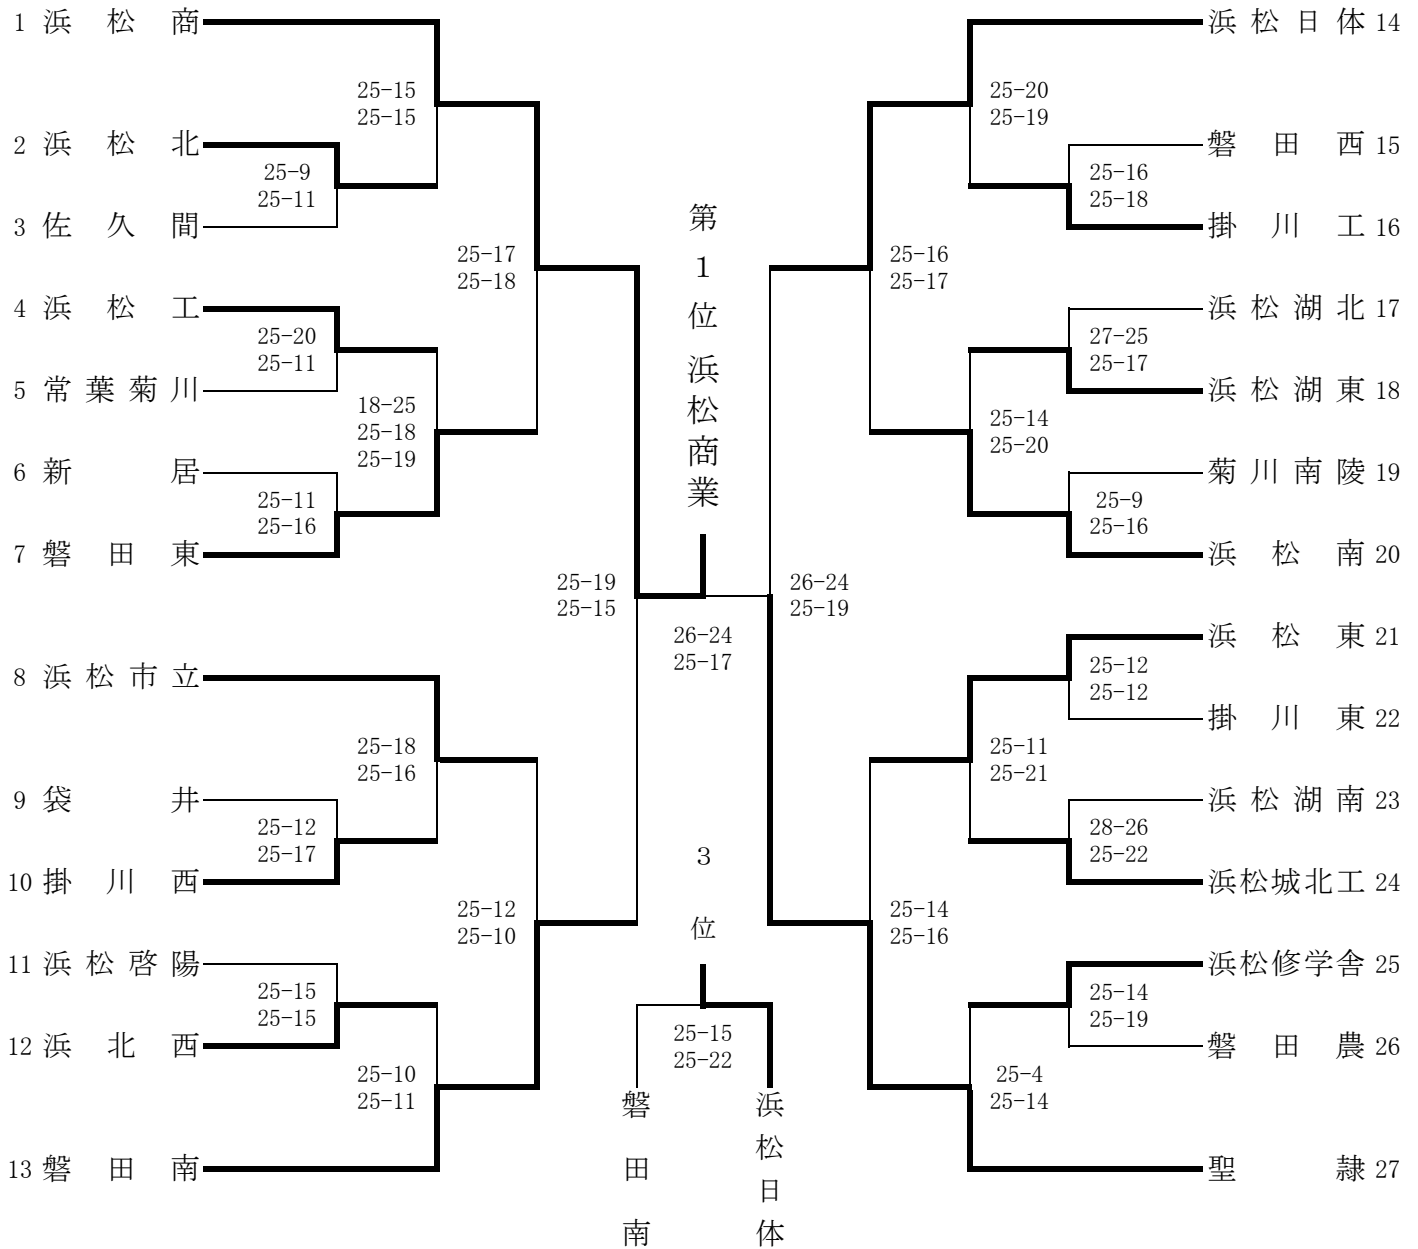 1 浜松商
25-15
25-15
2 浜松北
25-9
25-11
3 佐久間
25-17
25-18
4 浜松工
25-20
25-11
5 常葉菊川
18-25
25-18
25-19
6 新居
25-11
25-16
7 磐田東
25-19
25-15
8 浜松市立
25-18
25-16
9 袋井
25-12
25-17
10 掛川西
25-12
25-10
11 浜松啓陽
25-15
25-15
12 浜北西
25-10
25-11
13 磐田南
第1位 浜松商業
26-24
25-17
3位
25-15
25-22
磐田南
浜松日体
浜松日体 14
25-20
25-19
磐田西 15
25-16
25-18
掛川工 16
25-16
25-17
浜松湖北 17
27-25
25-17
浜松湖東 18
25-14
25-20
菊川南陵 19
25-9
25-16
浜松南 20
26-24
25-19
浜松東 21
25-12
25-12
掛川東 22
25-11
25-21
浜松湖南 23
28-26
25-22
浜松城北工 24
25-14
25-16
浜松修学舎 25
25-14
25-19
磐田農 26
25-4
25-14
聖隷 27